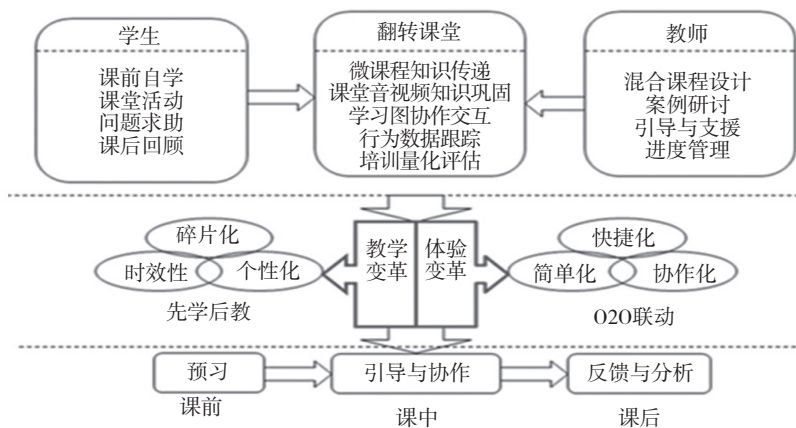 学生
课前自学
课堂活动
问题求助
课后回顾
翻转课堂
微课程知识传递
课堂音视频知识巩固
学习图协作交互
行为数据跟踪
培训量化评估
教师
混合课程设计
案例研讨
引导与支援
进度管理
碎片化
时效性
个性化
先学后教
教学
变革
体验
变革
快捷化
简单化
协作化
O2O联动
预习
课前
引导与协作
课中
反馈与分析
课后